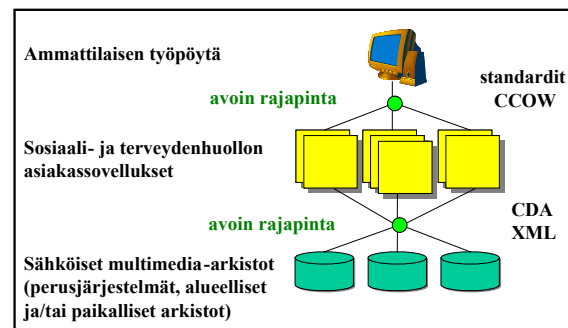 Ammattilaisen työpöytä
standardit
CCOW
avoin rajapinta
Sosiaali- ja terveydenhuollon
asiakassovellukset
avoin rajapinta
CDA
XML
Sähköiset multimedia-arkistot
(perusjärjestelmät, alueelliset
ja/tai paikalliset arkistot)